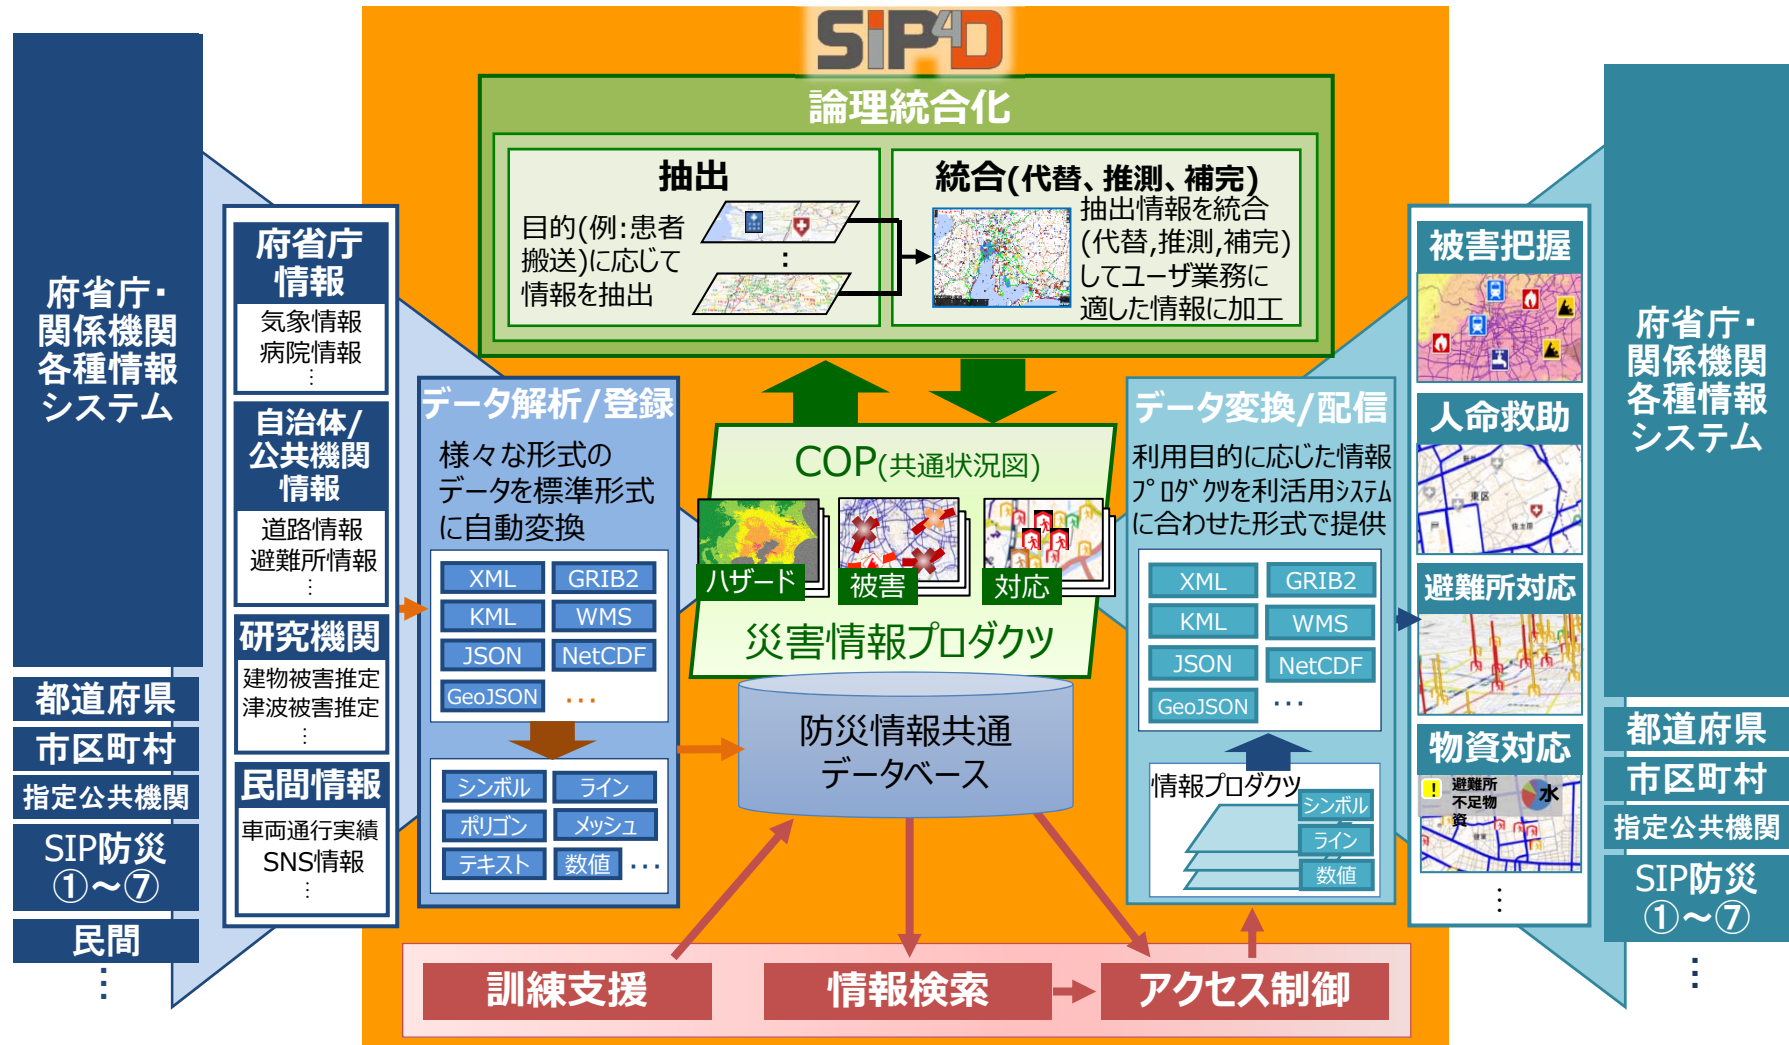 SIP4D
府省庁・
関係機関
各種情報
システム
都道府県
市区町村
指定公共機関
SIP防災
①～⑦
民間
⋮
府省庁
情報
気象情報
病院情報
⋮
自治体/
公共機関
情報
道路情報
避難所情報
⋮
研究機関
建物被害推定
津波被害推定
⋮
民間情報
車両通行実績
SNS情報
⋮
論理統合化
抽出
目的(例:患者
搬送)に応じて
情報を抽出
:
統合(代替、推測、補完)
抽出情報を統合
(代替,推測,補完)
してユーザ業務に
適した情報に加工
データ解析/登録
様々な形式の
データを標準形式
に自動変換
XML GRIB2
KML WMS
JSON NetCDF
GeoJSON …
シンボル ライン
ポリゴン メッシュ
テキスト 数値 …
COP(共通状況図)
ハザード 被害 対応
災害情報プロダクツ
防災情報共通
データベース
データ変換/配信
利用目的に応じた情報
プロダクツを利活用システム
に合わせた形式で提供
XML GRIB2
KML WMS
JSON NetCDF
GeoJSON …
情報プロダクツ
シンボル
ライン
数値
訓練支援
情報検索
アクセス制御
被害把握
人命救助
東区
避難所対応
物資対応
!
避難所
不足物
資
水
⋮
府省庁・
関係機関
各種情報
システム
都道府県
市区町村
指定公共機関
SIP防災
①～⑦
⋮